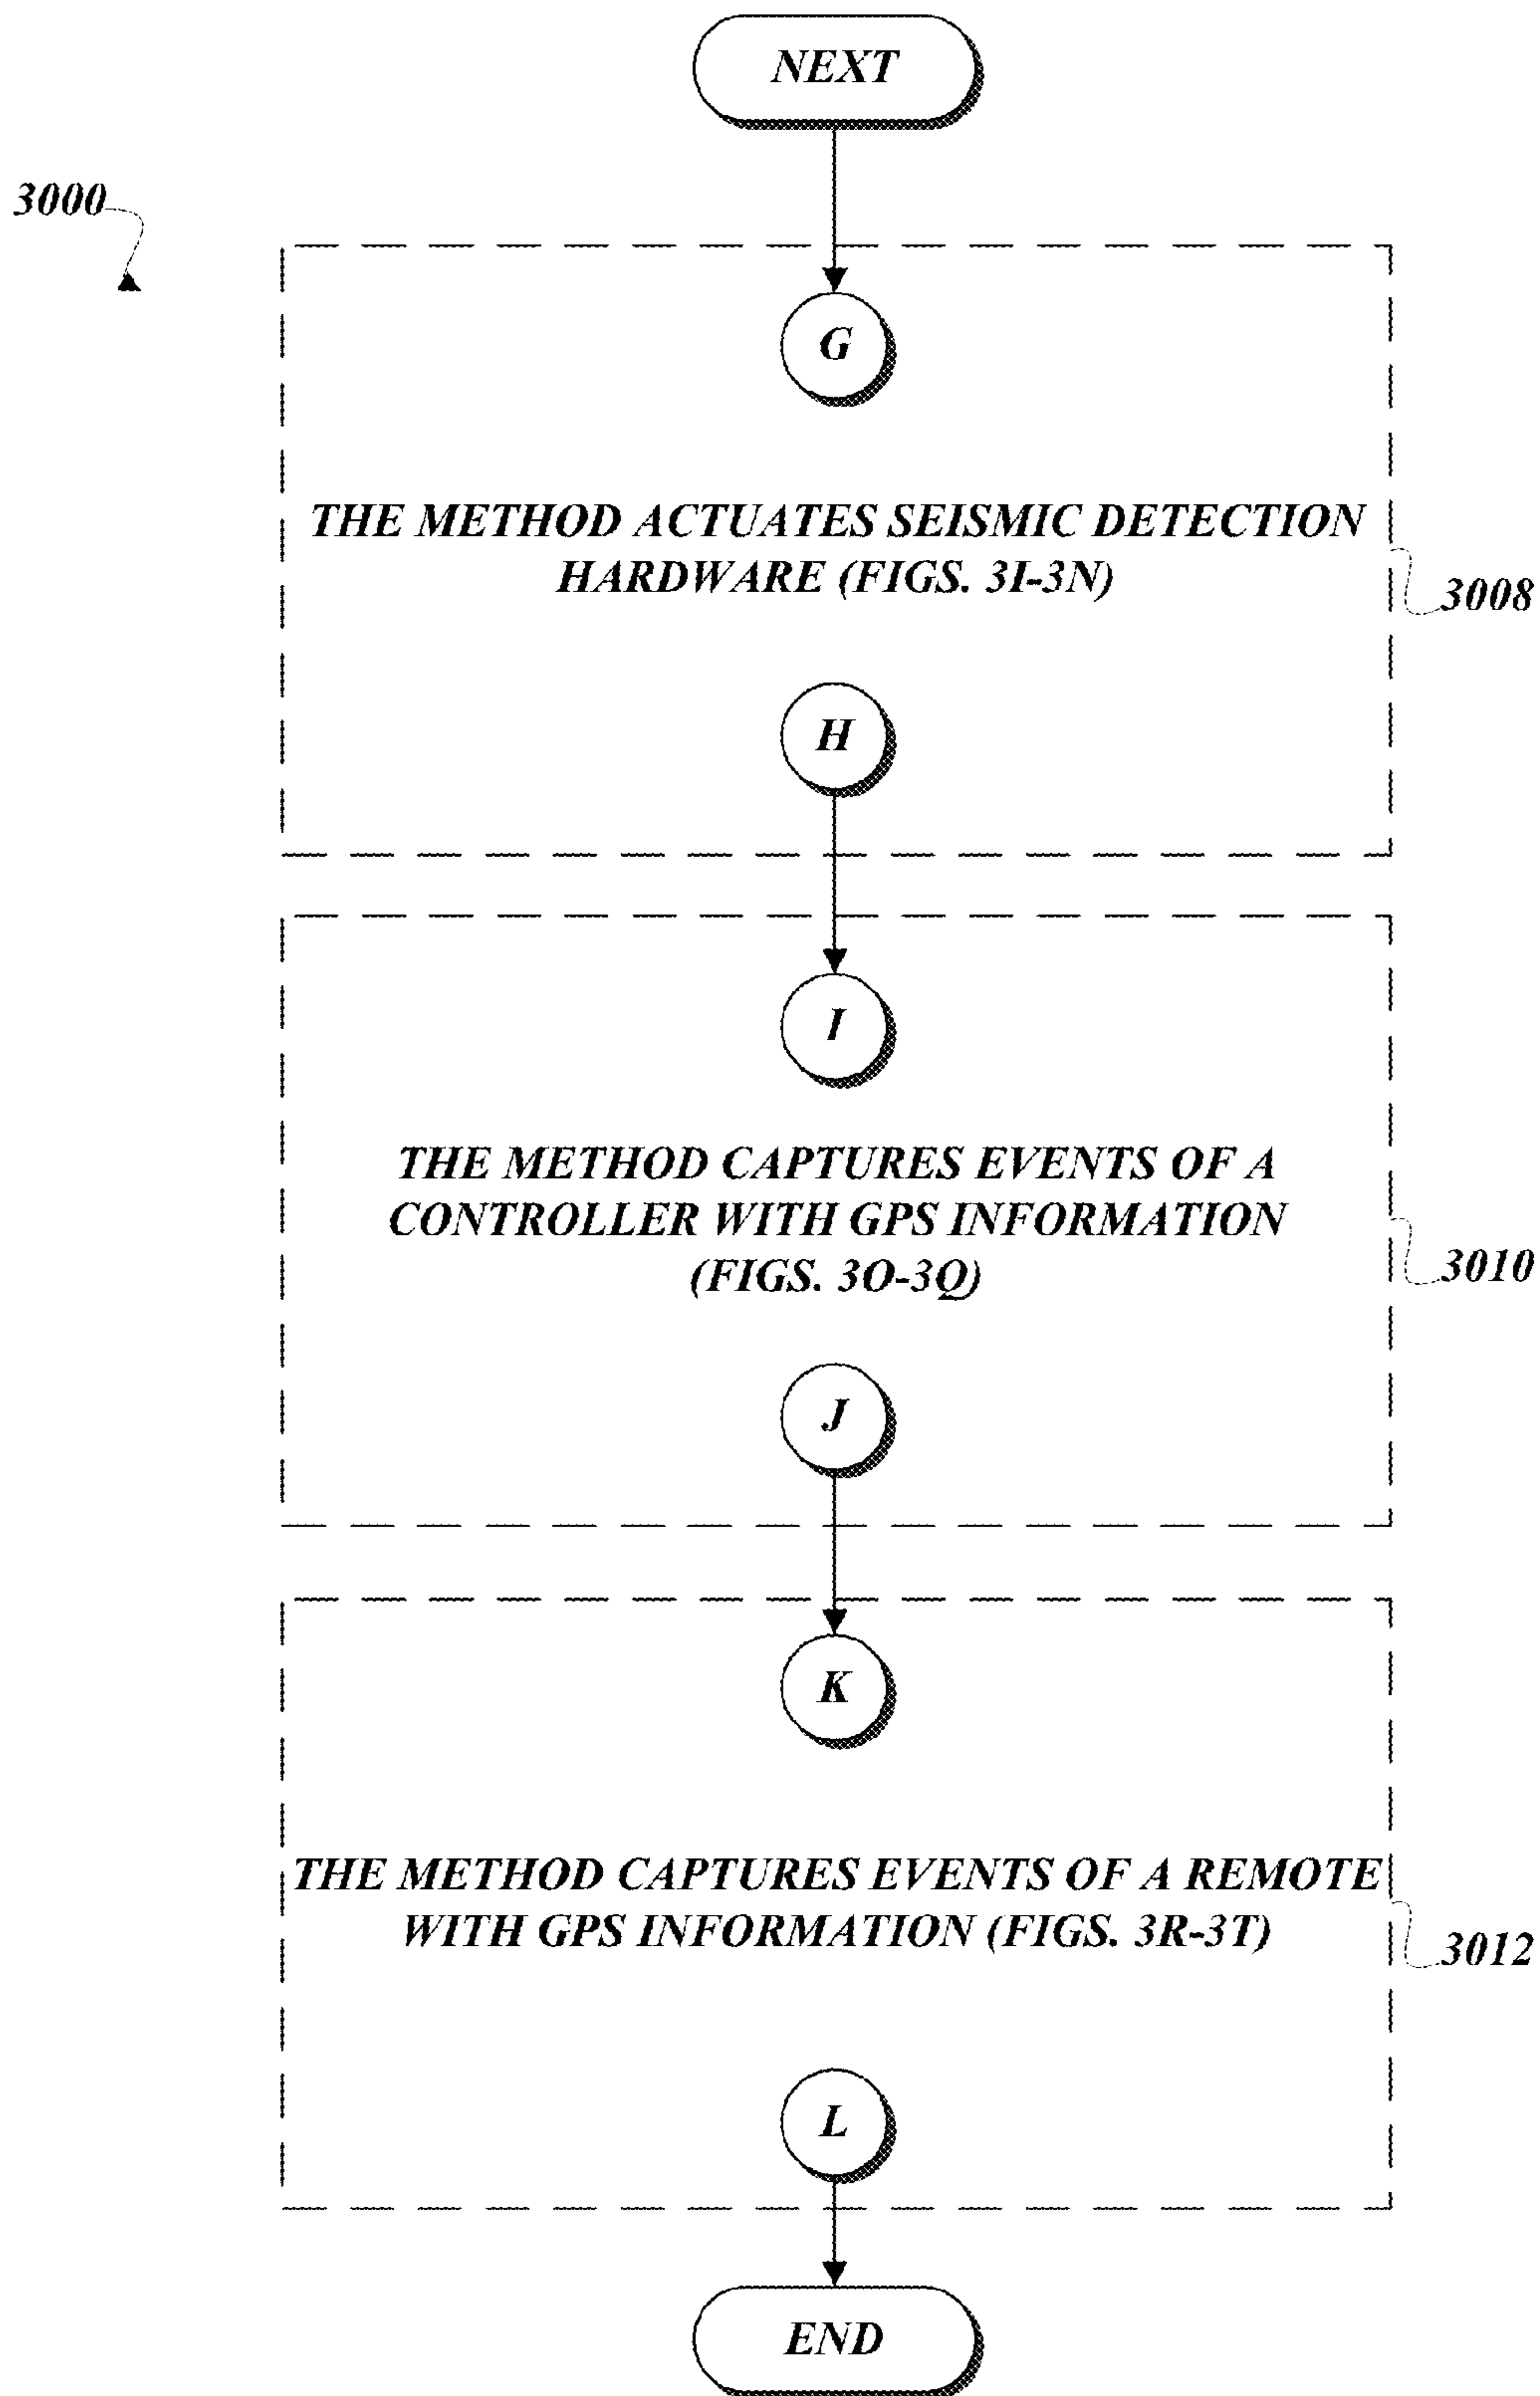 NEXT
3000
G
THE METHOD ACTUATES SEISMIC DETECTION
HARDWARE (FIGS. 3I-3N)
3008
H
I
THE METHOD CAPTURES EVENTS OF A
CONTROLLER WITH GPS INFORMATION
(FIGS. 3O-3Q)
3010
J
K
THE METHOD CAPTURES EVENTS OF A REMOTE
WITH GPS INFORMATION (FIGS. 3R-3T)
3012
L
END